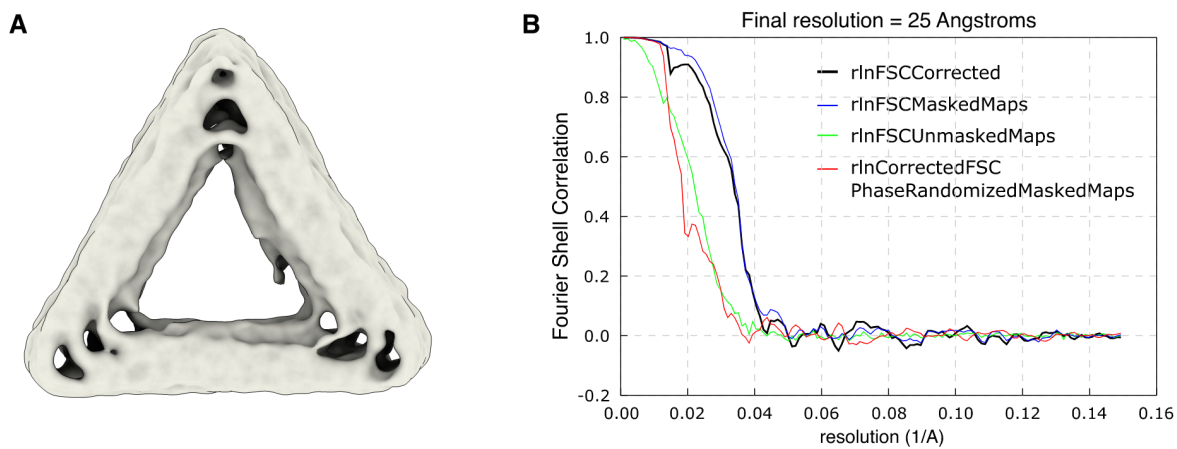 A
B
Final resolution = 25 Angstroms
Fourier Shell Correlation
1.0
0.8
0.6
0.4
0.2
0.0
-0.2
rlnFSCCorrected
rlnFSCMaskedMaps
rlnFSCUnmaskedMaps
rlnCorrectedFSC
PhaseRandomizedMaskedMaps
0.00 0.02 0.04 0.06 0.08 0.10 0.12 0.14 0.16
resolution (1/A)